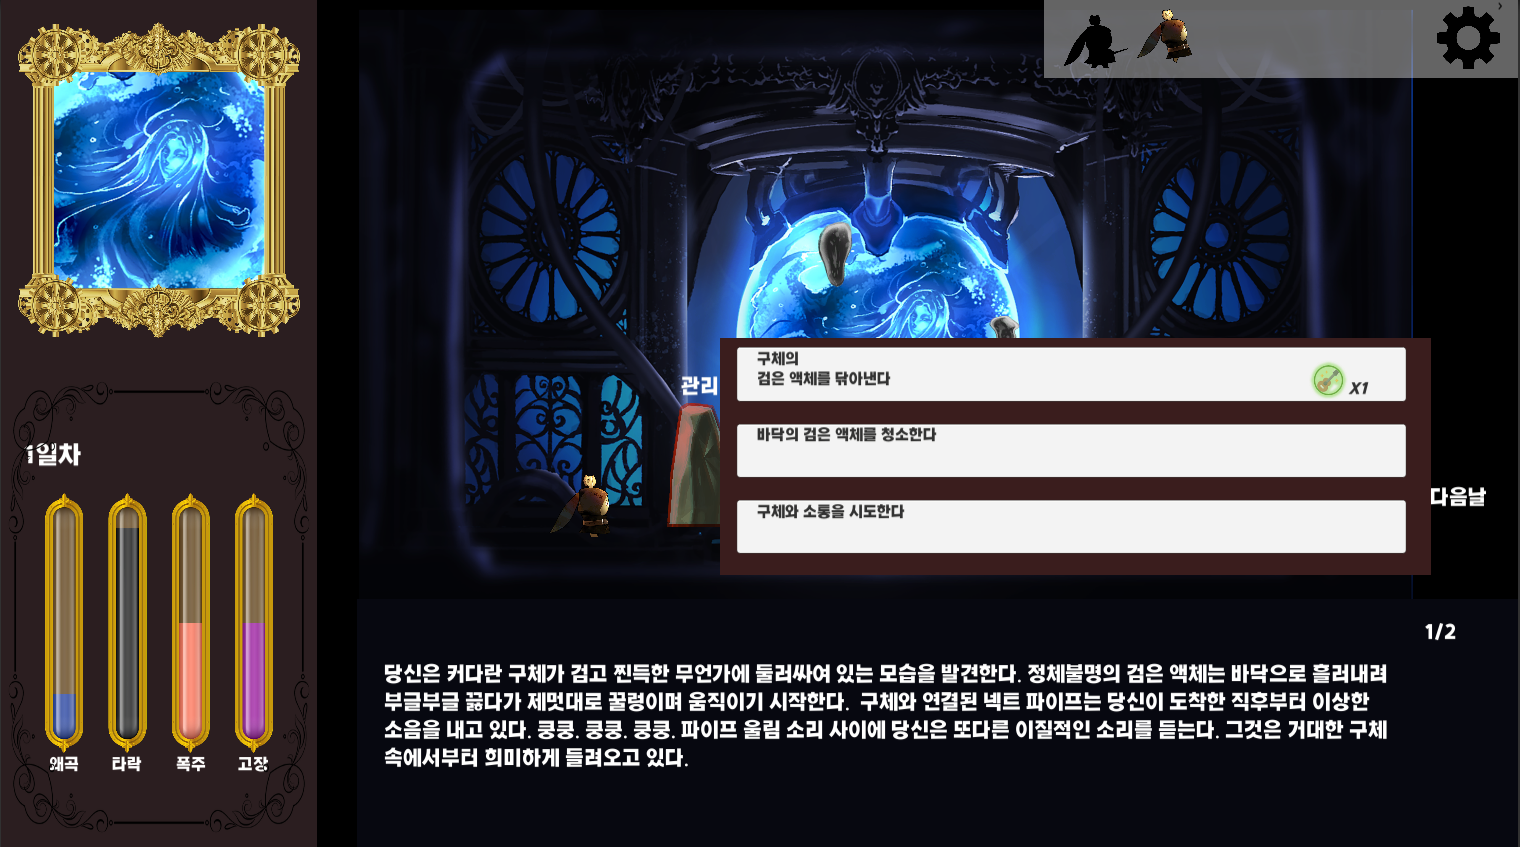 1일차
왜곡
타락
폭주
고장
관리
구체의
검은 액체를 닦아낸다
X1
바닥의 검은 액체를 청소한다
구체와 소통을 시도한다
다음날
1/2
당신은 커다란 구체가 검고 찐득한 무언가에 둘러싸여 있는 모습을 발견한다. 정체불명의 검은 액체는 바닥으로 흘러내려
부글부글 끓다가 제멋대로 꿀렁이며 움직이기 시작한다. 구체와 연결된 넥트 파이프는 당신이 도착한 직후부터 이상한
소음을 내고 있다. 쿵쿵. 쿵쿵. 쿵쿵. 파이프 울림 소리 사이에 당신은 또다른 이질적인 소리를 듣는다. 그것은 거대한 구체
속에서부터 희미하게 들려오고 있다.